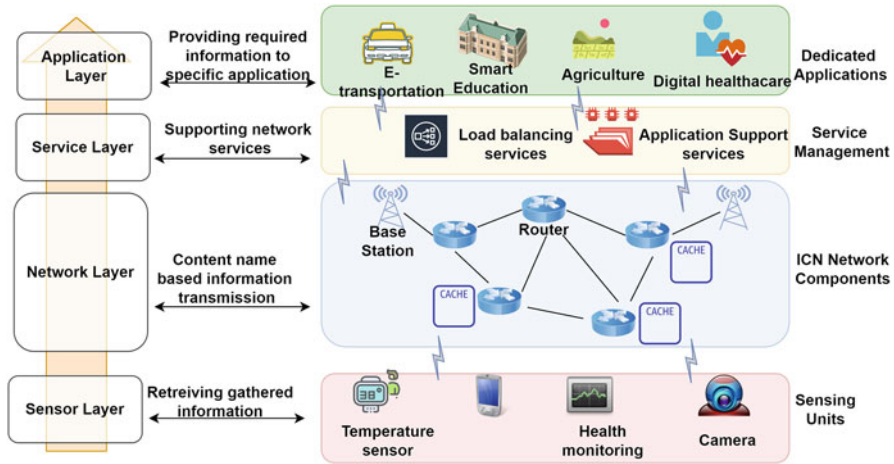 Application
Layer
Providing required
information to
specific application
E-
transportation
Smart
Education
Agriculture
Digital healthacare
Dedicated
Applications
Service Layer
Supporting network
services
Load balancing
services
Application Support
services
Service
Management
Network Layer
Content name
based information
transmission
Base
Station
Router
CACHE
CACHE
CACHE
ICN Network
Components
Sensor Layer
Retreiving gathered
information
38°
Temperature
sensor
Health
monitoring
Camera
Sensing
Units